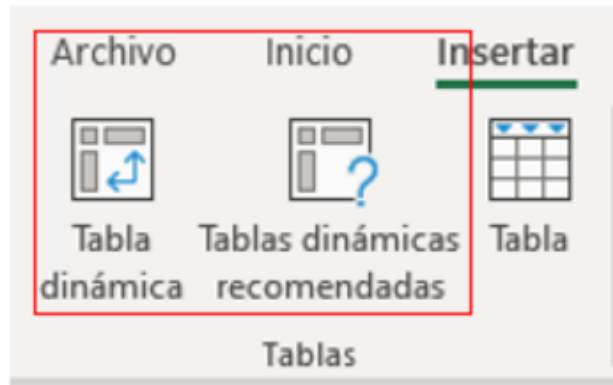 Archivo Inicio Insertar
Tabla dinámica
Tablas dinámicas recomendadas
Tabla
Tablas